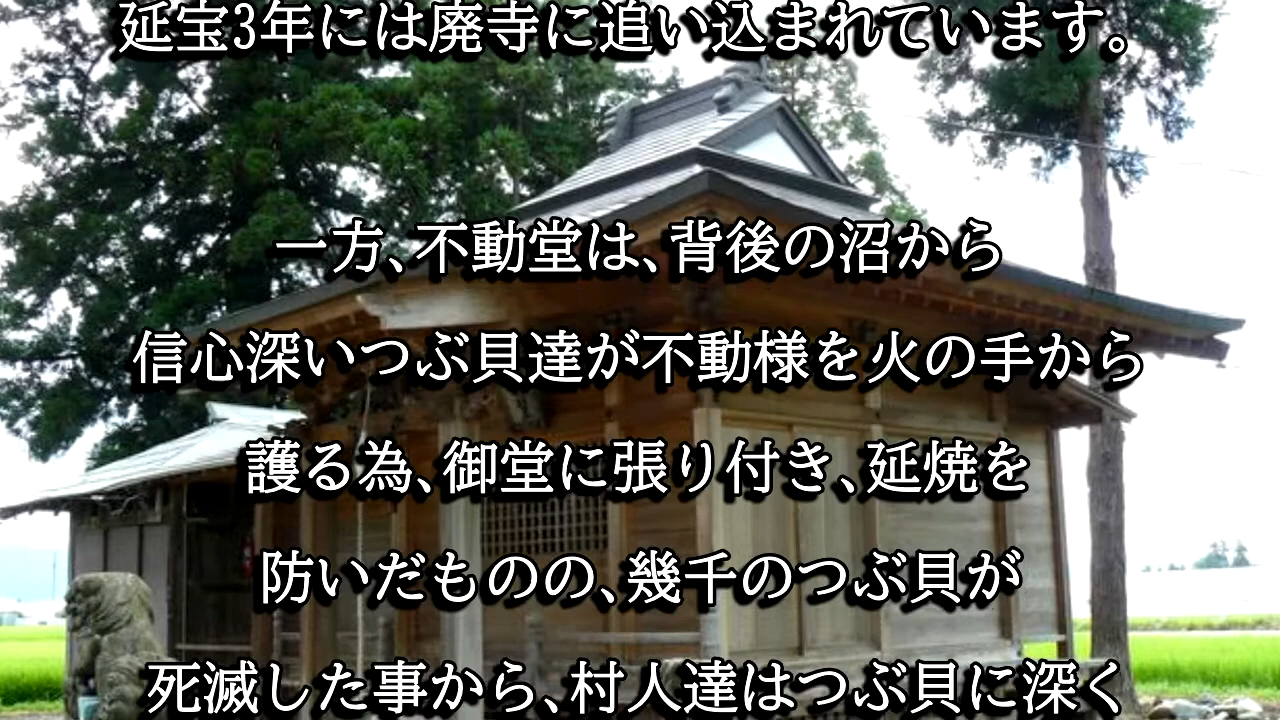 延宝3年には廃寺に追い込まれています。
一方、不動堂は、背後の沼から
信心深いつぶ貝達が不動様を火の手から
護る為、御堂に張り付き、延焼を
防いだものの、幾千のつぶ貝が
死滅した事から、村人達はつぶ貝に深く